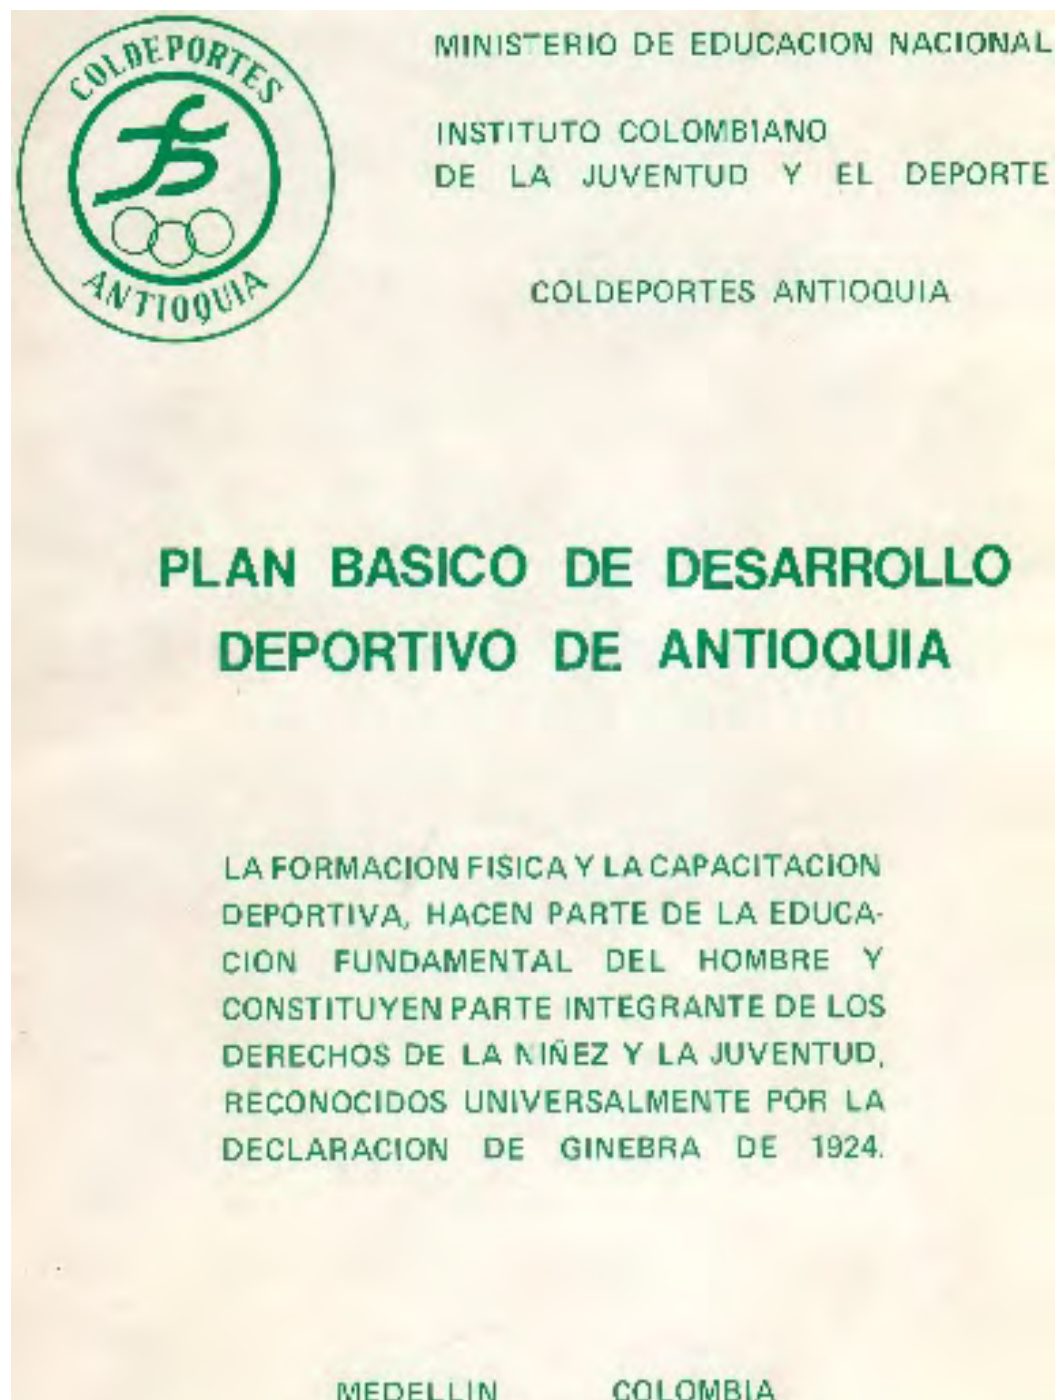 COLDEPORTES
ANTIOQUIA
MINISTERIO DE EDUCACION NACIONAL
INSTITUTO COLOMBIANO
DE LA JUVENTUD Y EL DEPORTE
COLDEPORTES ANTIOQUIA
PLAN BASICO DE DESARROLLO
DEPORTIVO DE ANTIOQUIA
LA FORMACION FISICA Y LA CAPACITACION
DEPORTIVA, HACEN PARTE DE LA EDUCA-
CION FUNDAMENTAL DEL HOMBRE Y
CONSTITUYEN PARTE INTEGRANTE DE LOS
DERECHOS DE LA NIÑEZ Y LA JUVENTUD,
RECONOCIDOS UNIVERSALMENTE POR LA
DECLARACION DE GINEBRA DE 1924.
MEDELLIN COLOMBIA